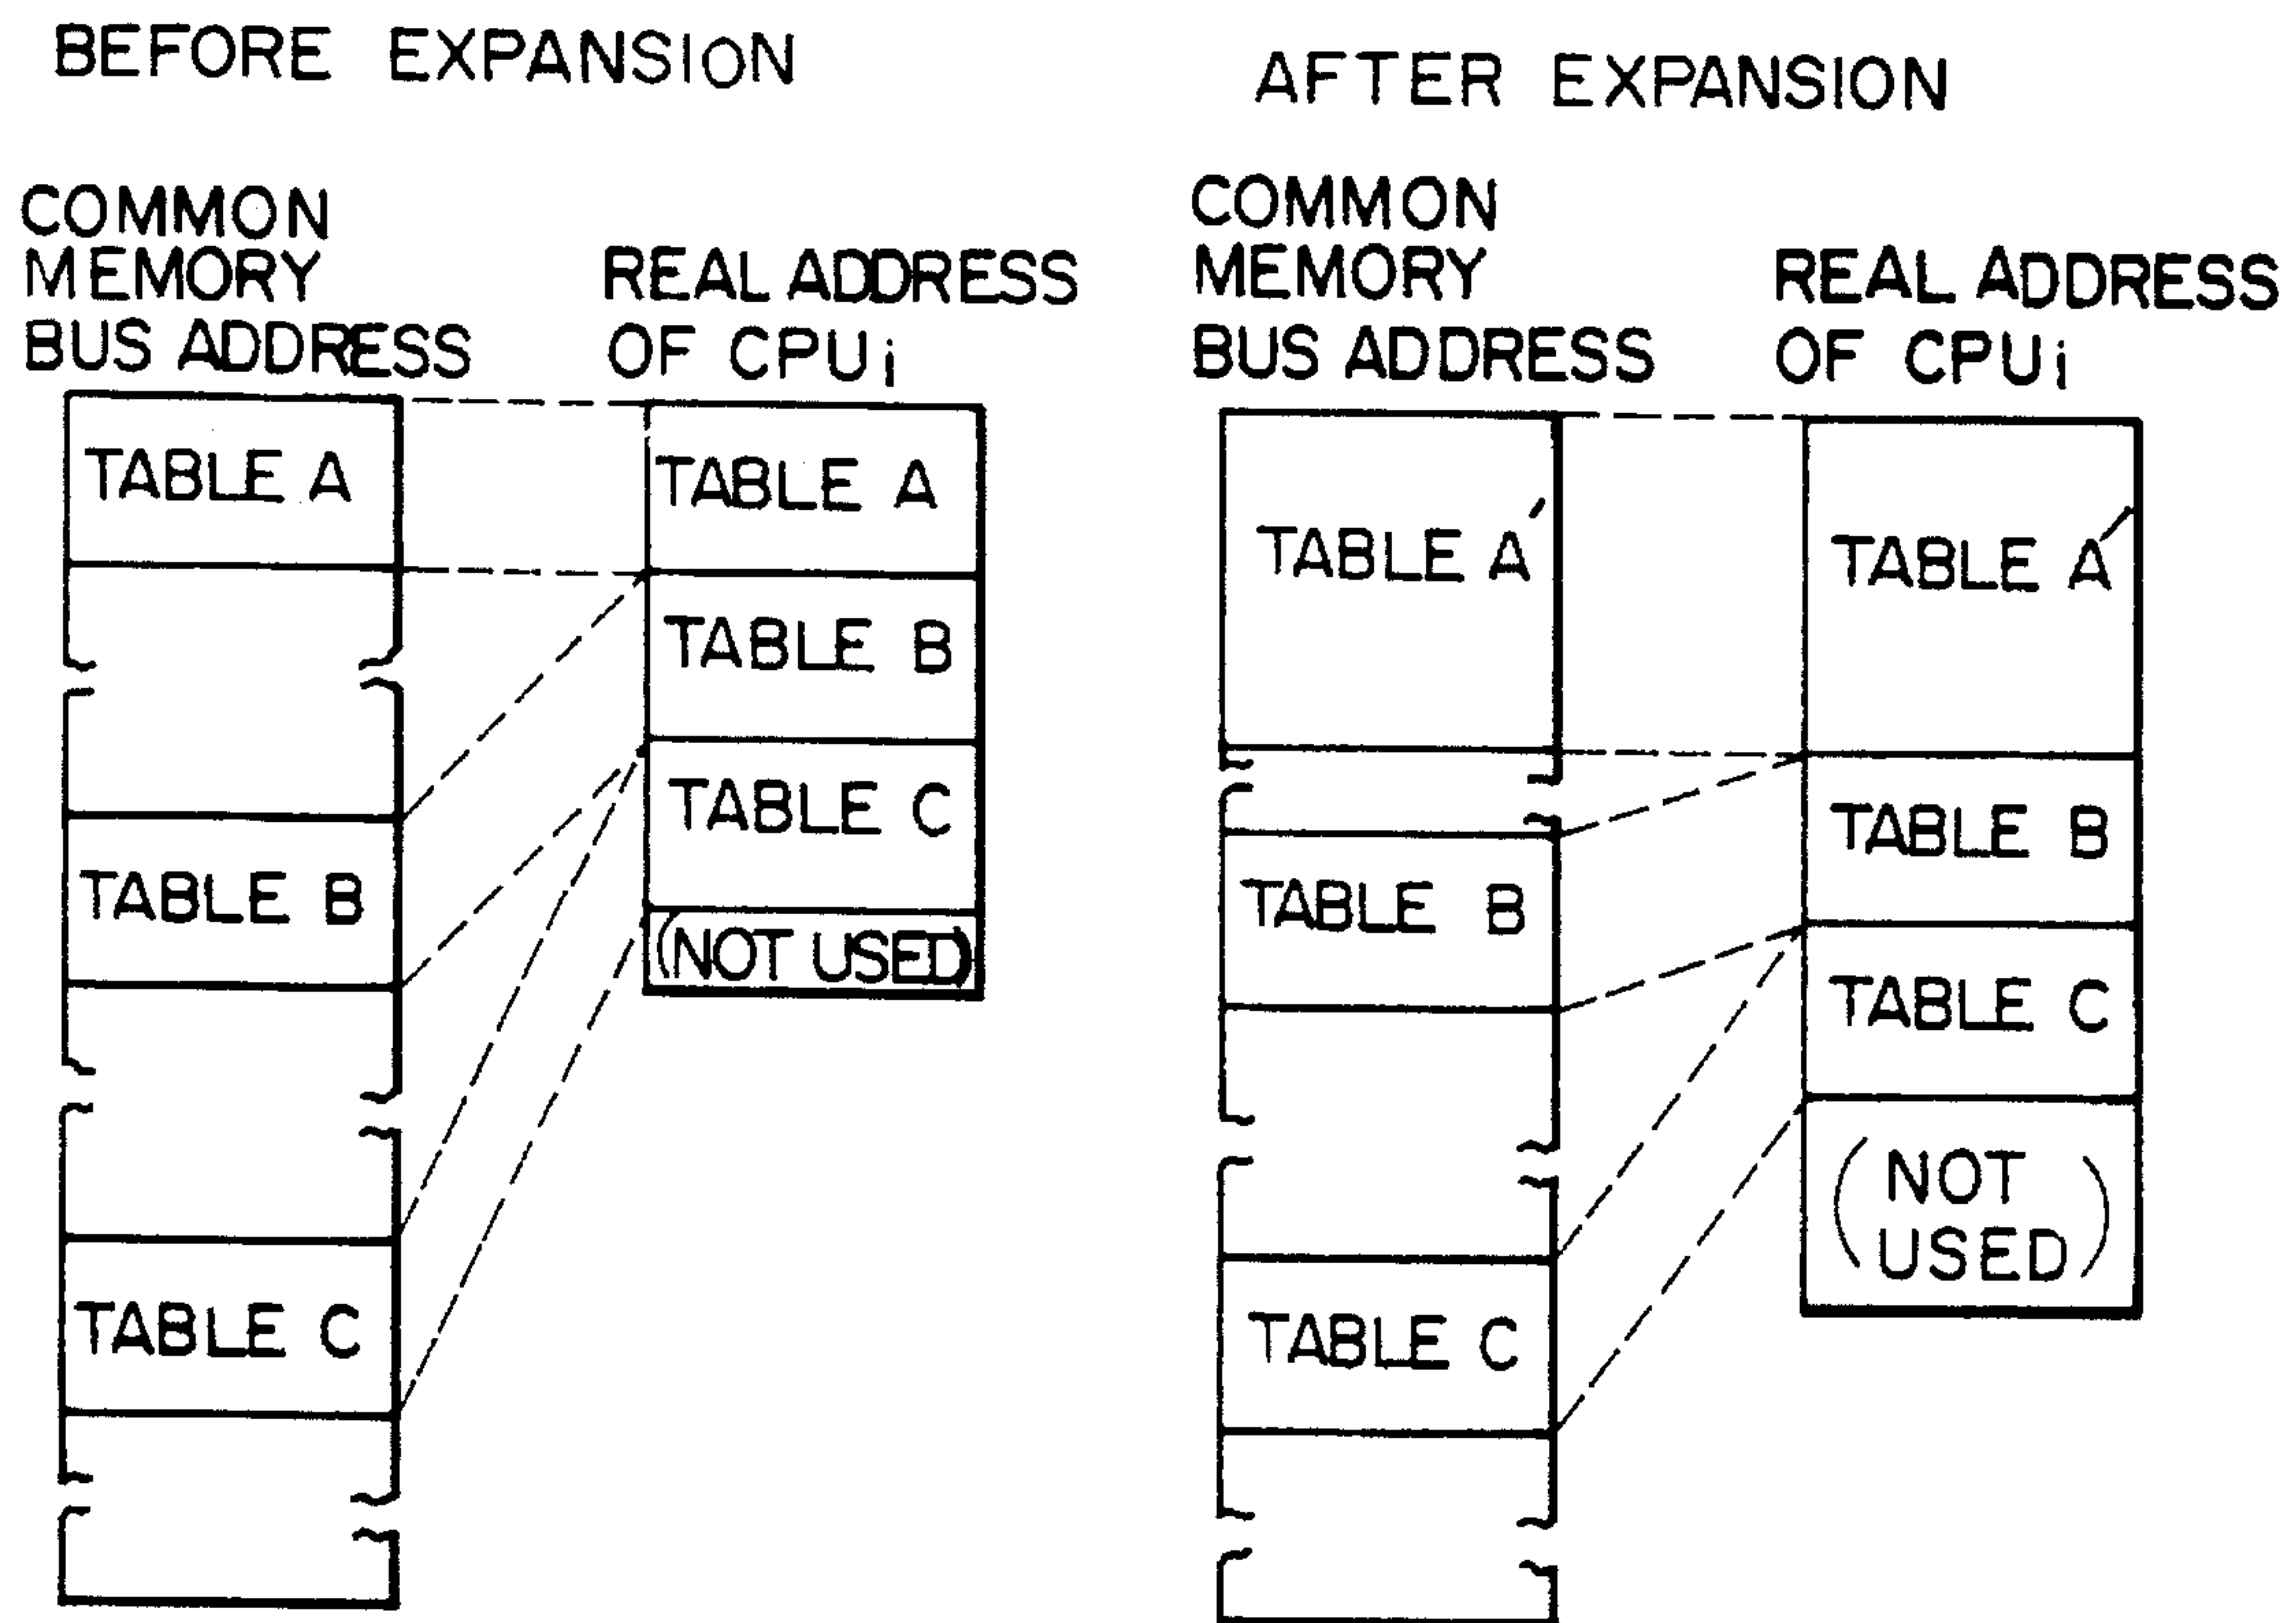 BEFORE EXPANSION
COMMON
MEMORY
BUS ADDRESS
REAL ADDRESS
OF CPUi
TABLE A
TABLE B
TABLE C
TABLE A
TABLE B
TABLE C
(NOT USED)
AFTER EXPANSION
COMMON
MEMORY
BUS ADDRESS
REAL ADDRESS
OF CPUi
TABLE A′
TABLE B
TABLE C
TABLE A′
TABLE B
TABLE C
(NOT
USED)